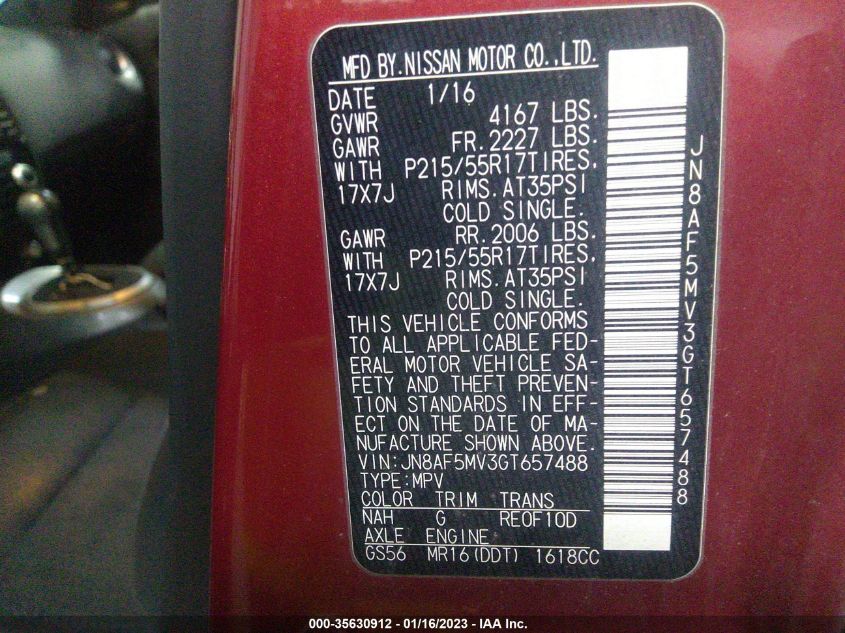 MFD BY.NISSAN MOTOR CO.,LTD.
DATE 1/16
GVWR 4167 LBS.
GAWR FR.2227 LBS.
WITH P215/55R17TIRES,
17X7J RIMS.AT35PSI
COLD SINGLE.
GAWR RR.2006 LBS.
WITH P215/55R17TIRES,
17X7J RIMS.AT35PSI
COLD SINGLE.
THIS VEHICLE CONFORMS
TO ALL APPLICABLE FED-
ERAL MOTOR VEHICLE SA-
FETY AND THEFT PREVEN-
TION STANDARDS IN EFF-
ECT ON THE DATE OF MA-
NUFACTURE SHOWN ABOVE.
VIN:JN8AF5MV3GT657488
TYPE:MPV
COLOR TRIM TRANS
NAH G RE0F10D
AXLE ENGINE
GS56 MR16(DDT) 1618CC
JN8AF5MV3GT657488
000-35630912 - 01/16/2023 - IAA Inc.